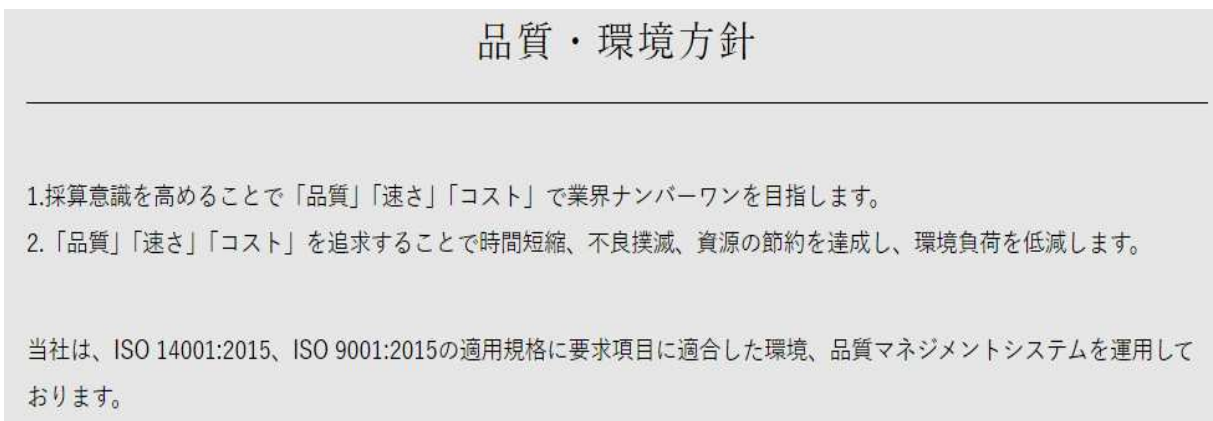 品質・環境方針
1.採算意識を高めることで「品質」「速さ」「コスト」で業界ナンバーワンを目指します。
2.「品質」「速さ」「コスト」を追求することで時間短縮、不良撲滅、資源の節約を達成し、環境負荷を低減します。
当社は、ISO 14001:2015、ISO 9001:2015の適用規格に要求項目に適合した環境、品質マネジメントシステムを運用して
おります。